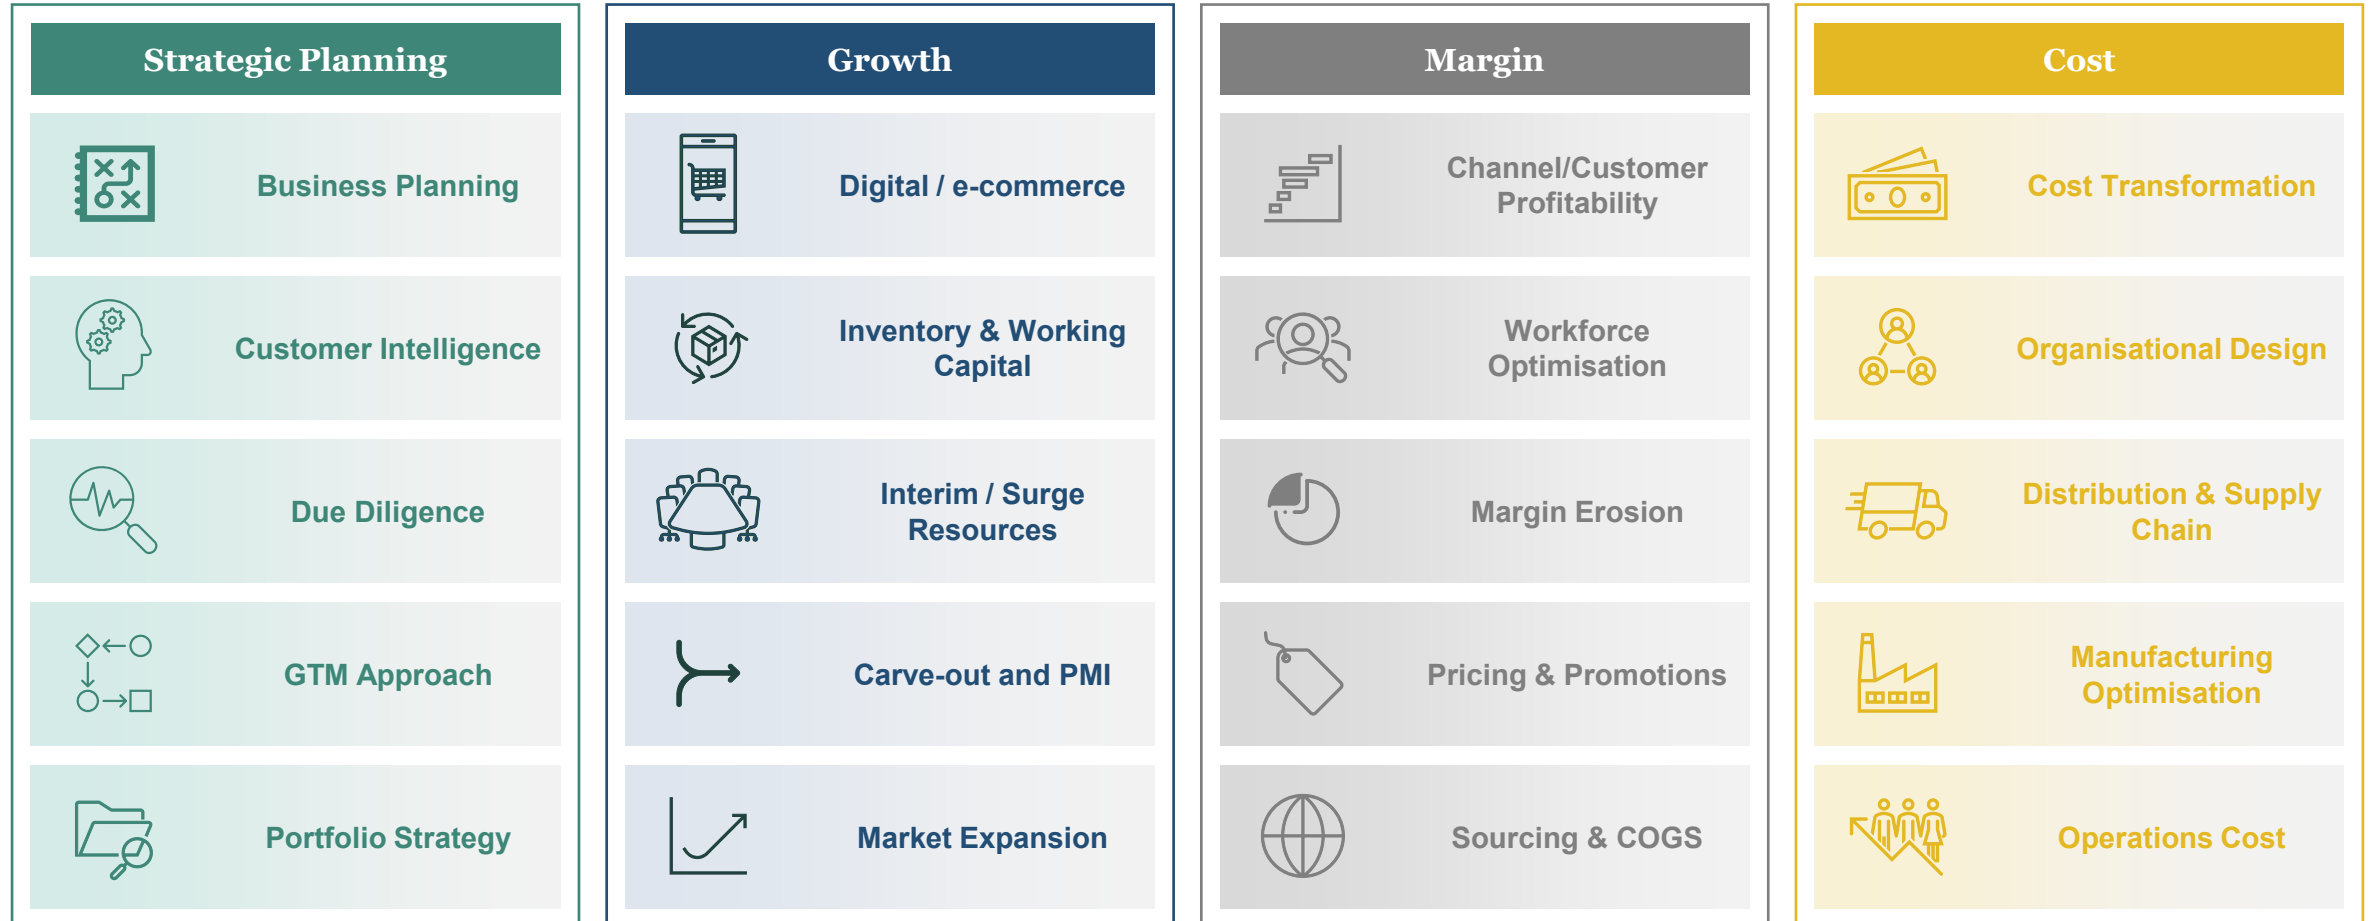 Strategic Planning
Business Planning
Customer Intelligence
Due Diligence
GTM Approach
Portfolio Strategy
Growth
Digital / e-commerce
Inventory & Working
Capital
Interim / Surge
Resources
Carve-out and PMI
Market Expansion
Margin
Channel/Customer
Profitability
Workforce
Optimisation
Margin Erosion
Pricing & Promotions
Sourcing & COGS
Cost
Cost Transformation
Organisational Design
Distribution & Supply
Chain
Manufacturing
Optimisation
Operations Cost